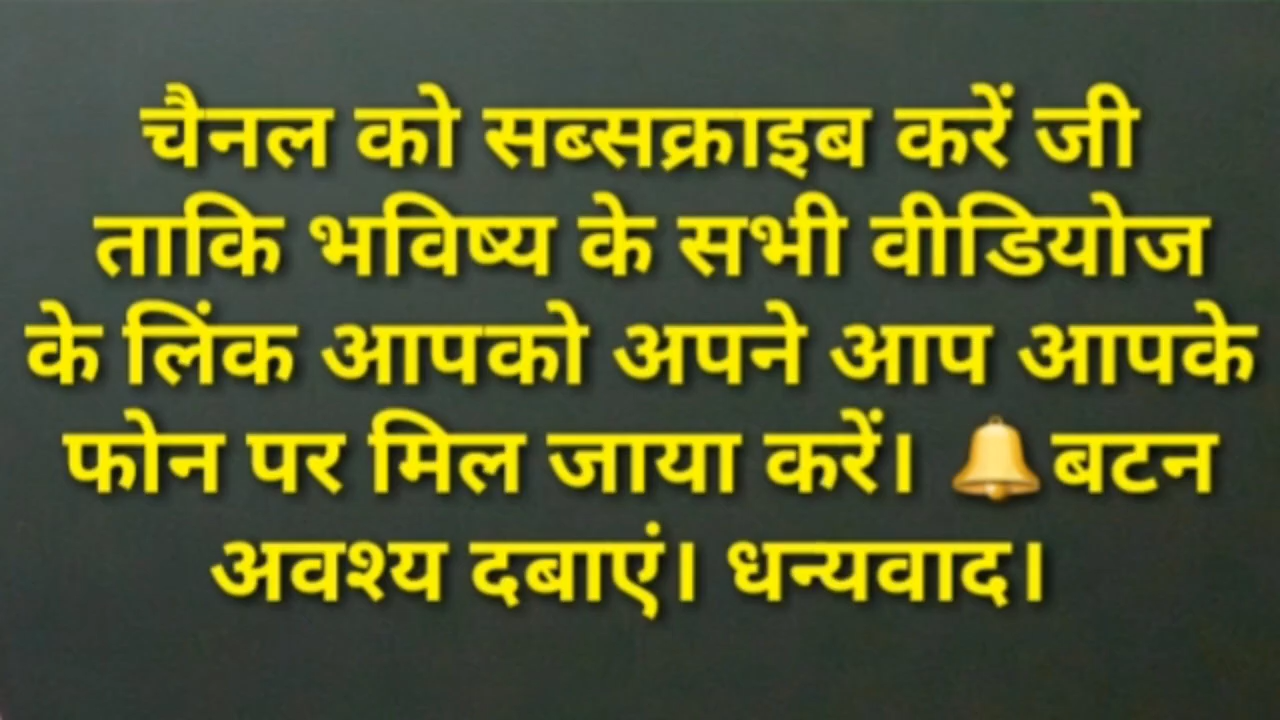 चैनल को सब्सक्राइब करें जी
ताकि भविष्य के सभी वीडियोज
के लिंक आपको अपने आप आपके
फोन पर मिल जाया करें। 🔔बटन
अवश्य दबाएं। धन्यवाद।